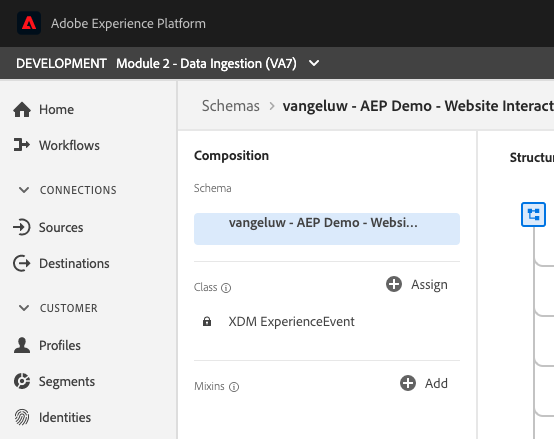 Adobe Experience Platform
DEVELOPMENT Module 2 - Data Ingestion (VA7)
Home
Workflows
CONNECTIONS
Sources
Destinations
CUSTOMER
Profiles
Segments
Identities
Schemas > vangeluw - AEP Demo - Website Interact
Composition
Schema
vangeluw - AEP Demo - Websi...
Class
Assign
XDM ExperienceEvent
Mixins
Add
Structu